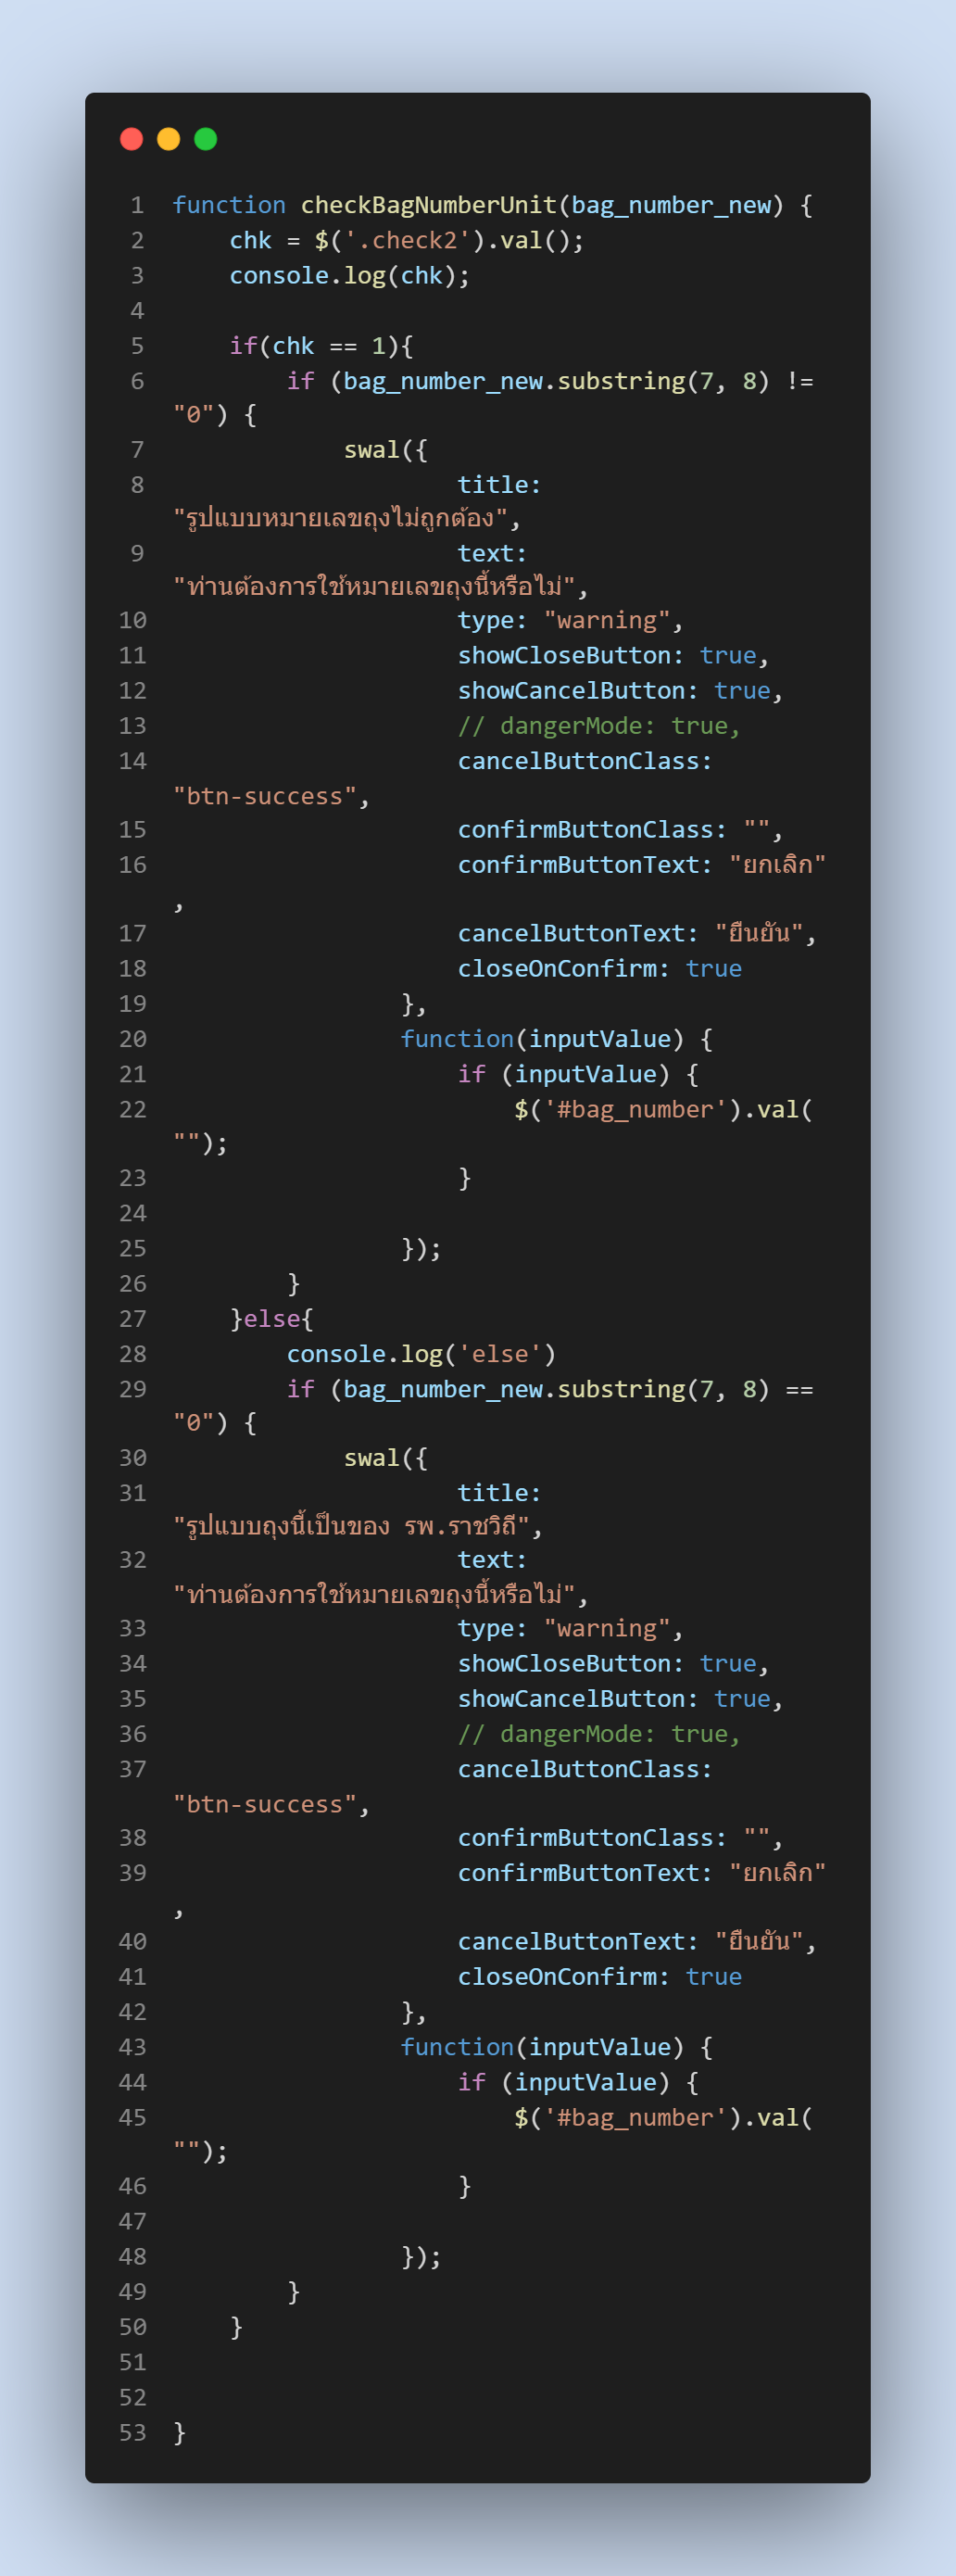 1 function checkBagNumberUnit(bag_number_new) {
2 chk = $('.check2').val();
3 console.log(chk);
4
5 if(chk == 1){
6 if (bag_number_new.substring(7, 8) !=
"0") {
7 swal({
8 title:
"รูปแบบหมายเลขถุงไม่ถูกต้อง",
9 text:
"ท่านต้องการใช้หมายเลขถุงนี้หรือไม่",
10 type: "warning",
11 showCloseButton: true,
12 showCancelButton: true,
13 // dangerMode: true,
14 cancelButtonClass:
"btn-success",
15 confirmButtonClass: "",
16 confirmButtonText: "ยกเลิก"
,
17 cancelButtonText: "ยืนยัน",
18 closeOnConfirm: true
19 },
20 function(inputValue) {
21 if (inputValue) {
22 $('#bag_number').val(
"");
23 }
24
25 });
26 }
27 }else{
28 console.log('else')
29 if (bag_number_new.substring(7, 8) ==
"0") {
30 swal({
31 title:
"รูปแบบถุงนี้เป็นของ รพ.ราชวิถี",
32 text:
"ท่านต้องการใช้หมายเลขถุงนี้หรือไม่",
33 type: "warning",
34 showCloseButton: true,
35 showCancelButton: true,
36 // dangerMode: true,
37 cancelButtonClass:
"btn-success",
38 confirmButtonClass: "",
39 confirmButtonText: "ยกเลิก"
,
40 cancelButtonText: "ยืนยัน",
41 closeOnConfirm: true
42 },
43 function(inputValue) {
44 if (inputValue) {
45 $('#bag_number').val(
"");
46 }
47
48 });
49 }
50 }
51
52
53 }